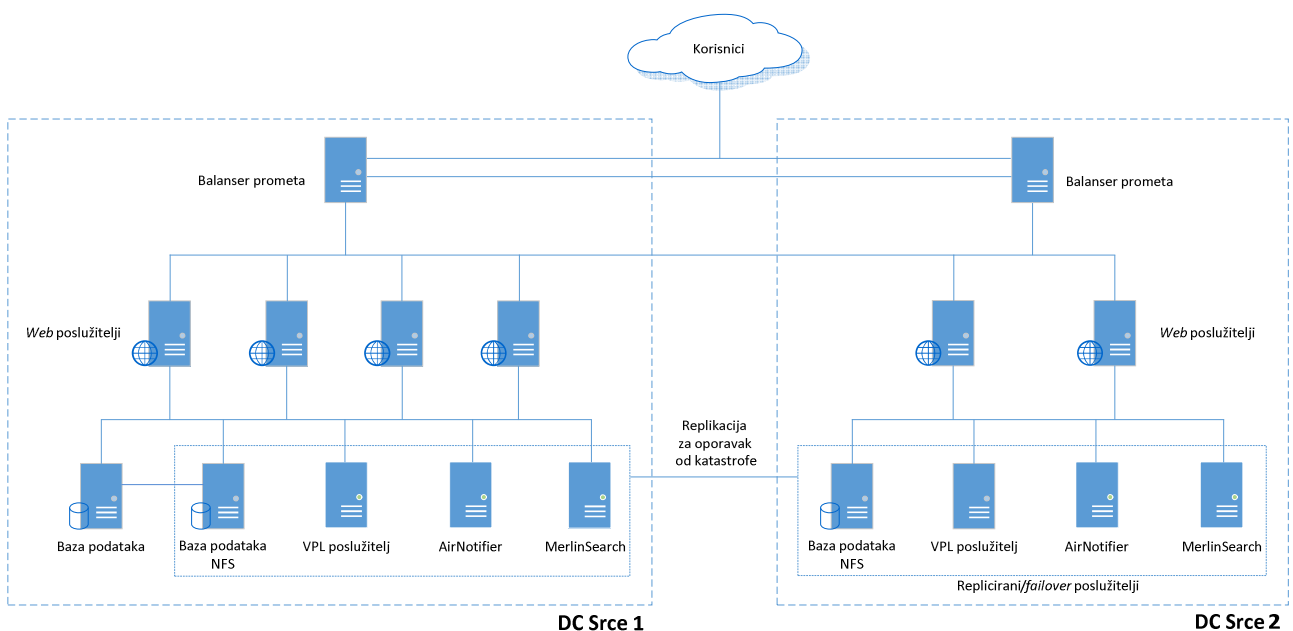 Korisnici
Balanser prometa
Balanser prometa
Web poslužitelji
Web poslužitelji
Replikacija
za oporavak
od katastrofe
Baza podataka
Baza podataka
NFS
VPL poslužitelj
AirNotifier
MerlinSearch
Baza podataka
NFS
VPL poslužitelj
AirNotifier
MerlinSearch
Replicirani/failover poslužitelji
DC Srce 1
DC Srce 2